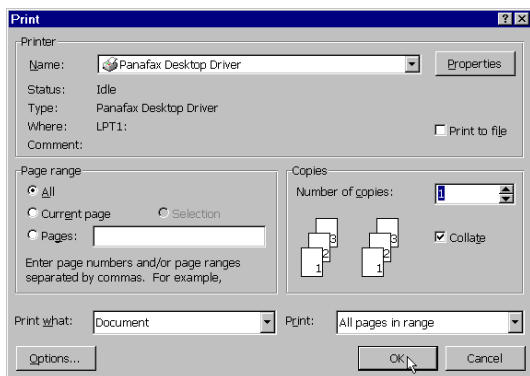 Print
Printer
Name: Panafax Desktop Driver Properties
Status: Idle
Type: Panafax Desktop Driver
Where: LPT1:
Comment: Print to file
Page range
All
Current page Selection
Pages:
Enter page numbers and/or page ranges
separated by commas. For example,
Copies
Number of copies: 1
1 2 3 1 2 3
Collate
Print what: Document Print: All pages in range
Options... OK Cancel